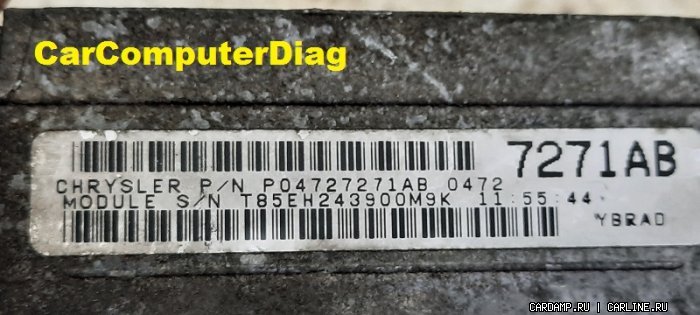 CarComputerDiag
7271AB
CHRYSLER P/N P04727271AB 0472
MODULE S/N T85EH243900M9K 11:55:44
YBRAD
CARDAMP.RU | CARLINE.RU